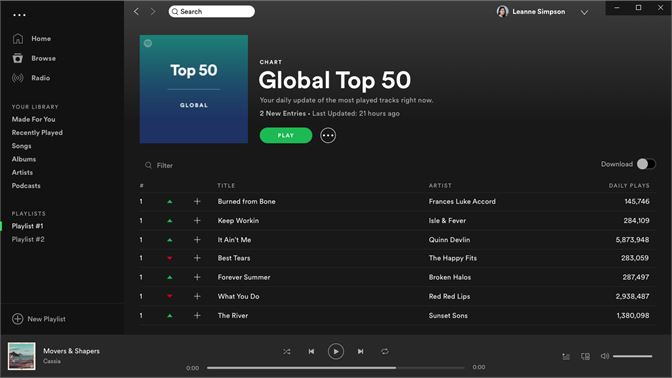 Search
Leanne Simpson
Home
Browse
Radio
YOUR LIBRARY
Made For You
Recently Played
Songs
Albums
Artists
Podcasts
PLAYLISTS
Playlist #1
Playlist #2
New Playlist
Top 50
GLOBAL
CHART
Global Top 50
Your daily update of the most played tracks right now.
2 New Entries • Last Updated: 21 hours ago
PLAY
Filter
Download
# TITLE ARTIST DAILY PLAYS
1 Burned from Bone Frances Luke Accord 145,746
1 Keep Workin Isle & Fever 284,109
1 It Ain't Me Quinn Devlin 5,873,948
1 Best Tears The Happy Fits 283,059
1 Forever Summer Broken Halos 287,497
1 What You Do Red Red Lips 2,938,487
1 The River Sunset Sons 1,380,098
Movers & Shapers
Cassia
0:00 0:00